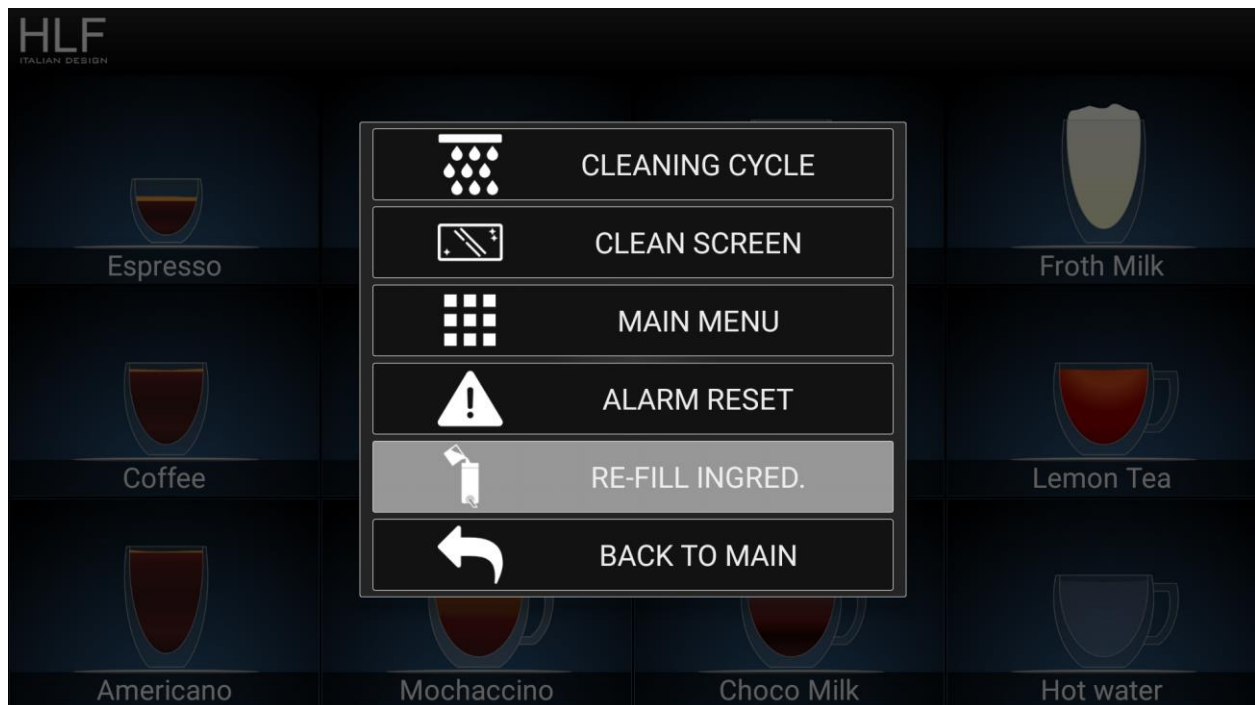 HLF
ITALIAN DESIGN
CLEANING CYCLE
CLEAN SCREEN
MAIN MENU
ALARM RESET
RE-FILL INGRED.
BACK TO MAIN
Espresso
Froth Milk
Coffee
Lemon Tea
Americano
Mochaccino
Choco Milk
Hot water